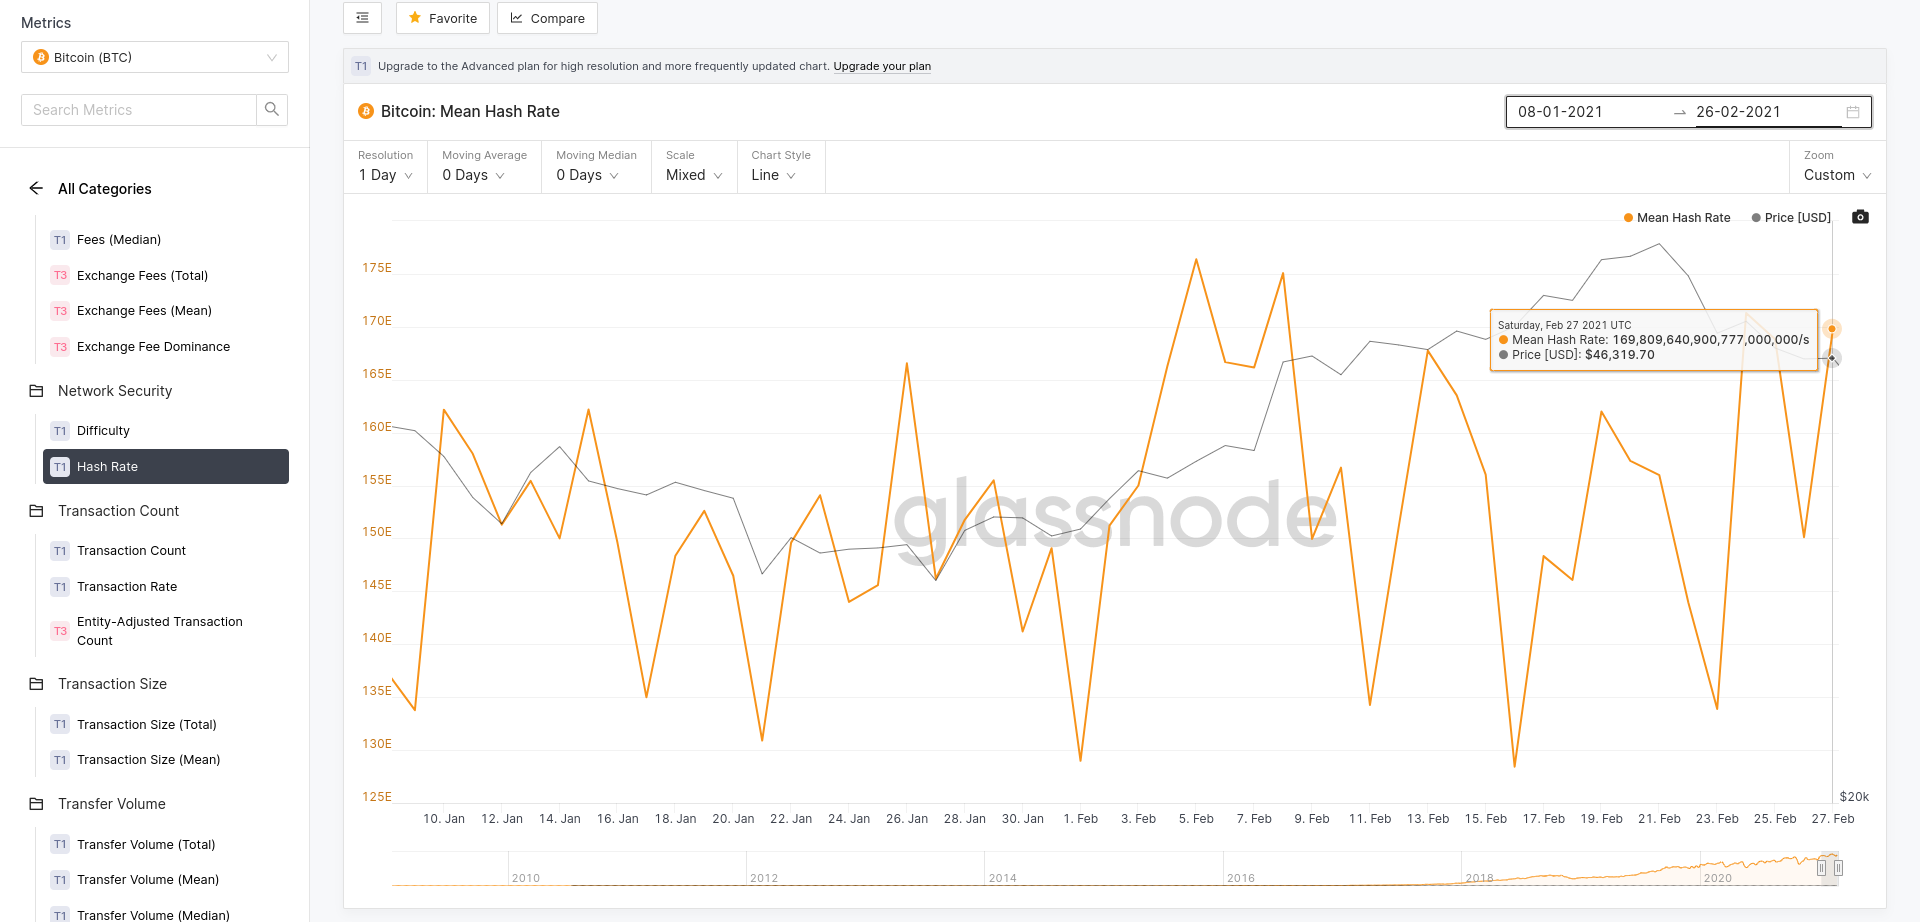 Metrics
Bitcoin (BTC)
Search Metrics
All Categories
T1 Fees (Median)
T3 Exchange Fees (Total)
T3 Exchange Fees (Mean)
T3 Exchange Fee Dominance
Network Security
T1 Difficulty
T1 Hash Rate
Transaction Count
T1 Transaction Count
T1 Transaction Rate
T3 Entity-Adjusted Transaction
Count
Transaction Size
T1 Transaction Size (Total)
T1 Transaction Size (Mean)
Transfer Volume
T1 Transfer Volume (Total)
T1 Transfer Volume (Mean)
T1 Transfer Volume (Median)
Favorite
Compare
T1 Upgrade to the Advanced plan for high resolution and more frequently updated chart. Upgrade your plan
Bitcoin: Mean Hash Rate
08-01-2021 → 26-02-2021
Resolution Moving Average Moving Median Scale Chart Style Zoom
1 Day 0 Days 0 Days Mixed Line Custom
Mean Hash Rate Price [USD]
175E
170E
165E
160E
155E
150E
145E
140E
135E
130E
125E
Saturday, Feb 27 2021 UTC
Mean Hash Rate: 169,809,640,900,777,000,000/s
Price [USD]: $46,319.70
glassnode
$20k
10. Jan 12. Jan 14. Jan 16. Jan 18. Jan 20. Jan 22. Jan 24. Jan 26. Jan 28. Jan 30. Jan 1. Feb 3. Feb 5. Feb 7. Feb 9. Feb 11. Feb 13. Feb 15. Feb 17. Feb 19. Feb 21. Feb 23. Feb 25. Feb 27. Feb
2010 2012 2014 2016 2018 2020